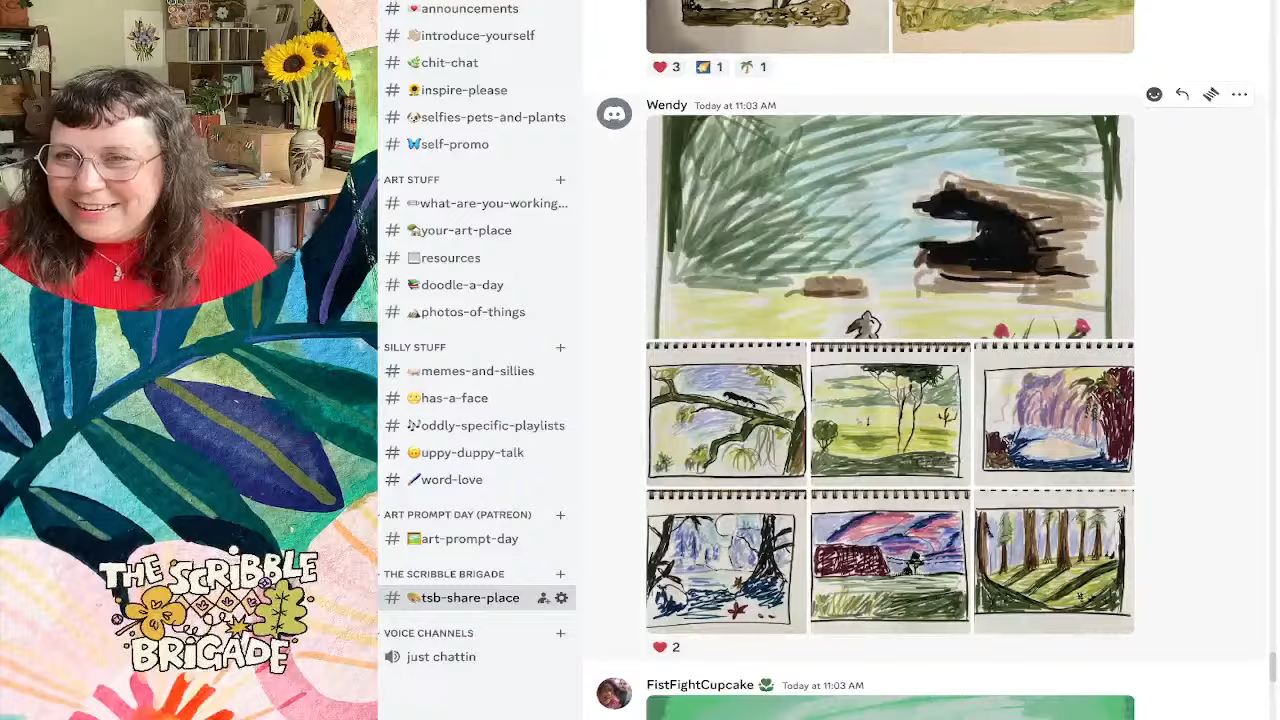 # 💌announcements
# 👋🏼introduce-yourself
# 🌿chit-chat
# 🌻inspire-please
# 🐶selfies-pets-and-plants
# 🦋self-promo
ART STUFF +
# ✏what-are-you-working...
# 🏡your-art-place
# 📋resources
# 📚doodle-a-day
# ⛰️photos-of-things
SILLY STUFF +
# memes-and-sillies
# 🌝has-a-face
# 🎶oddly-specific-playlists
# uppy-duppy-talk
# 🖊️word-love
ART PROMPT DAY (PATREON) +
# 🖼️art-prompt-day
THE SCRIBBLE BRIGADE +
# 🎨tsb-share-place
VOICE CHANNELS +
just chattin
THE SCRIBBLE
BRIGADE
❤️ 3 1 🌴 1
Wendy Today at 11:03 AM
❤️ 2
FistFightCupcake Today at 11:03 AM